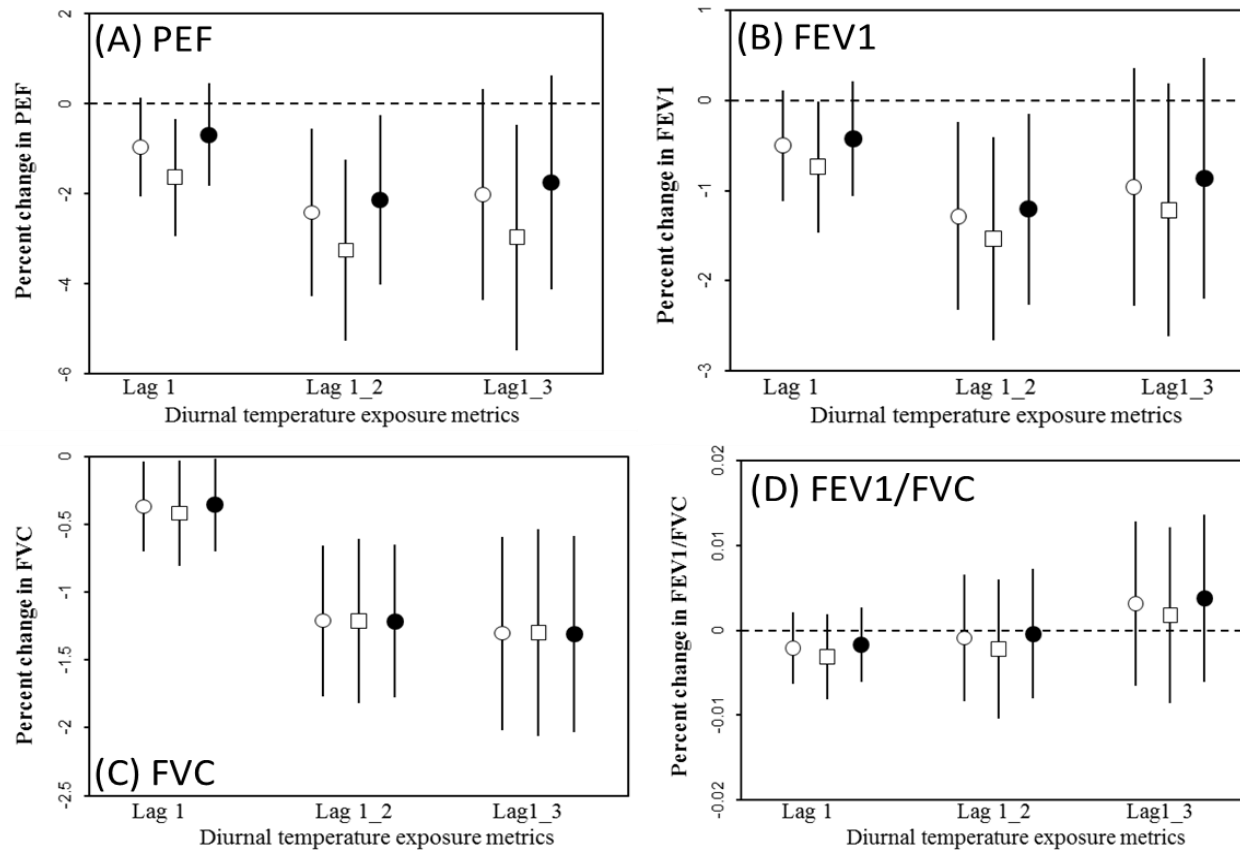 (A) PEF
Percent change in PEF
2
0
-2
-4
-6
Lag 1 Lag 1_2 Lag1_3
Diurnal temperature exposure metrics
(B) FEV1
Percent change in FEV1
1
0
-1
-2
-3
Lag 1 Lag 1_2 Lag1_3
Diurnal temperature exposure metrics
(C) FVC
Percent change in FVC
0
-0.5
-1
-1.5
-2
-2.5
Lag 1 Lag 1_2 Lag1_3
Diurnal temperature exposure metrics
(D) FEV1/FVC
Percent change in FEV1/FVC
0.02
0.01
0
-0.01
-0.02
Lag 1 Lag 1_2 Lag1_3
Diurnal temperature exposure metrics